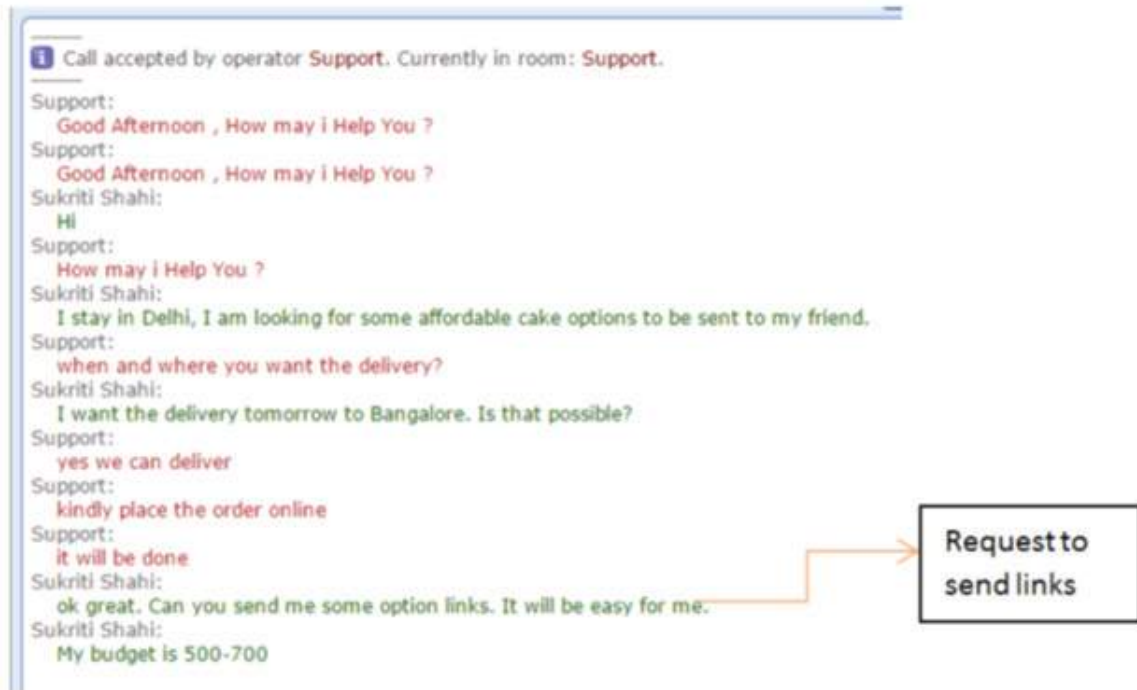 i Call accepted by operator Support. Currently in room: Support.
Support:
Good Afternoon , How may i Help You ?
Support:
Good Afternoon , How may i Help You ?
Sukriti Shahi:
Hi
Support:
How may i Help You ?
Sukriti Shahi:
I stay in Delhi, I am looking for some affordable cake options to be sent to my friend.
Support:
when and where you want the delivery?
Sukriti Shahi:
I want the delivery tomorrow to Bangalore. Is that possible?
Support:
yes we can deliver
Support:
kindly place the order online
Support:
it will be done
Sukriti Shahi:
ok great. Can you send me some option links. It will be easy for me.
Sukriti Shahi:
My budget is 500-700
Request to
send links